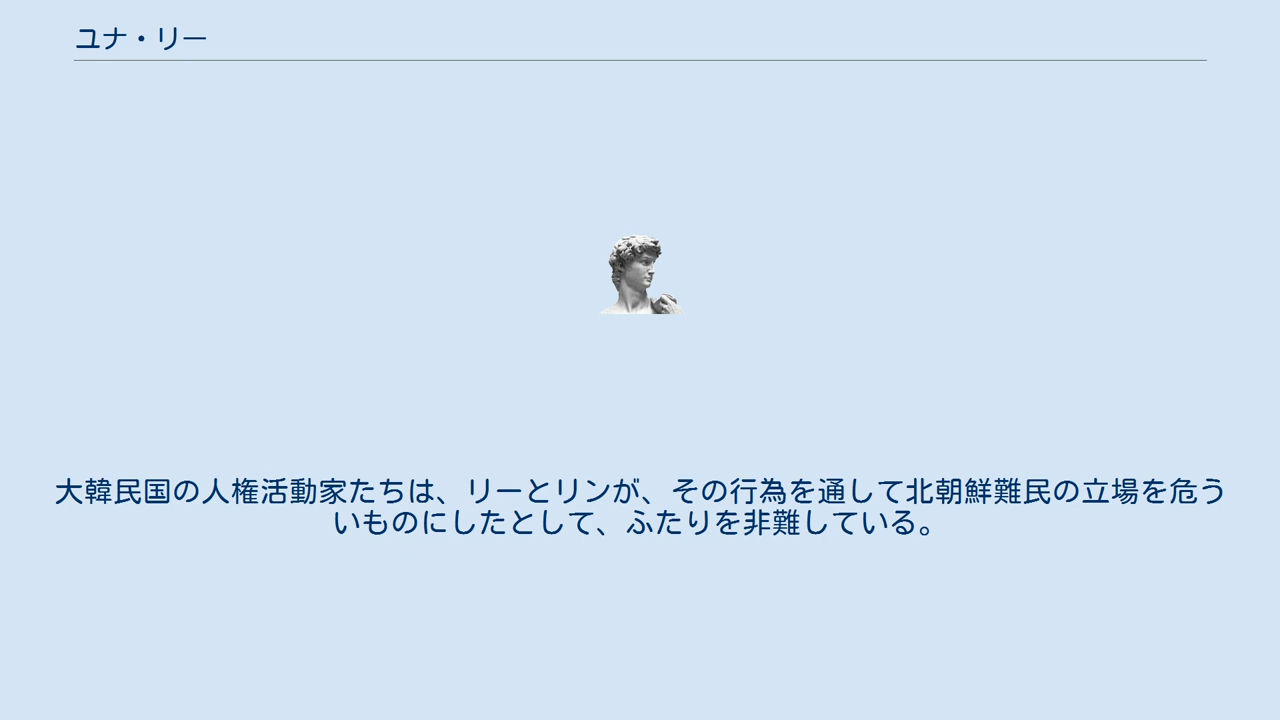 ユナ・リー
大韓民国の人権活動家たちは、リーとリンが、その行為を通して北朝鮮難民の立場を危う
いものにしたとして、ふたりを非難している。